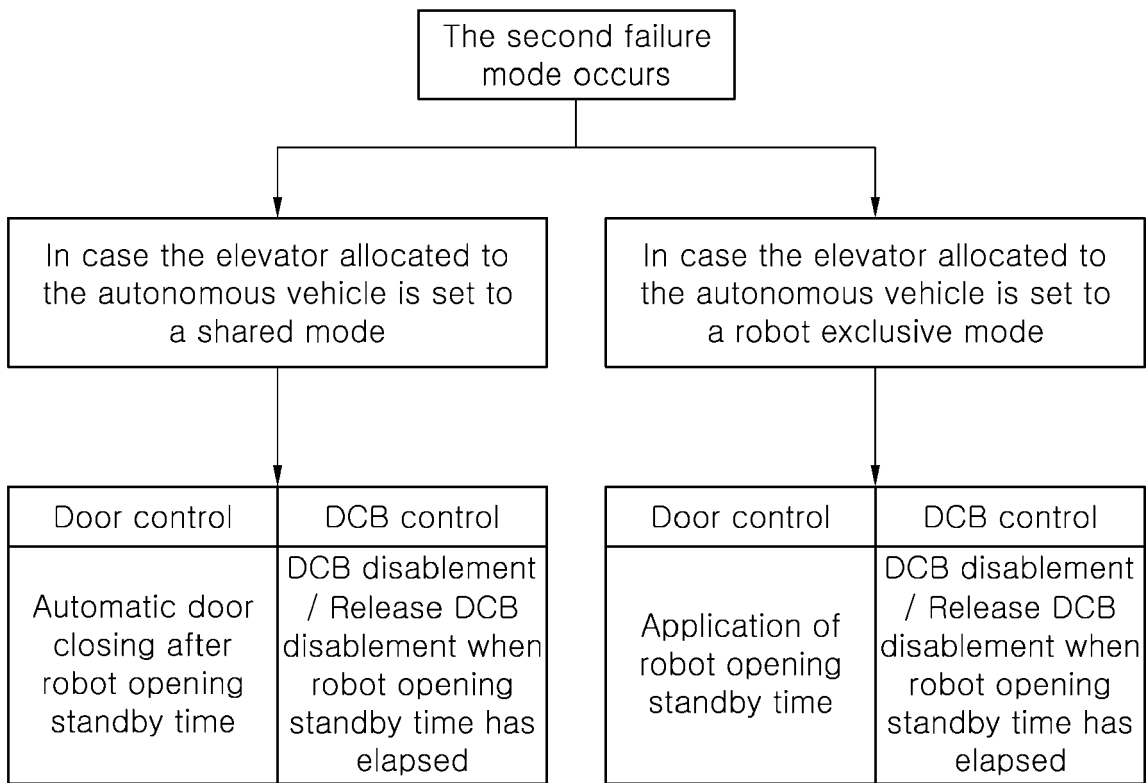 The second failure
mode occurs
In case the elevator allocated to
the autonomous vehicle is set to
a shared mode
In case the elevator allocated to
the autonomous vehicle is set to
a robot exclusive mode
Door control
DCB control
Automatic door
closing after
robot opening
standby time
DCB disablement
/ Release DCB
disablement when
robot opening
standby time has
elapsed
Door control
DCB control
Application of
robot opening
standby time
DCB disablement
/ Release DCB
disablement when
robot opening
standby time has
elapsed